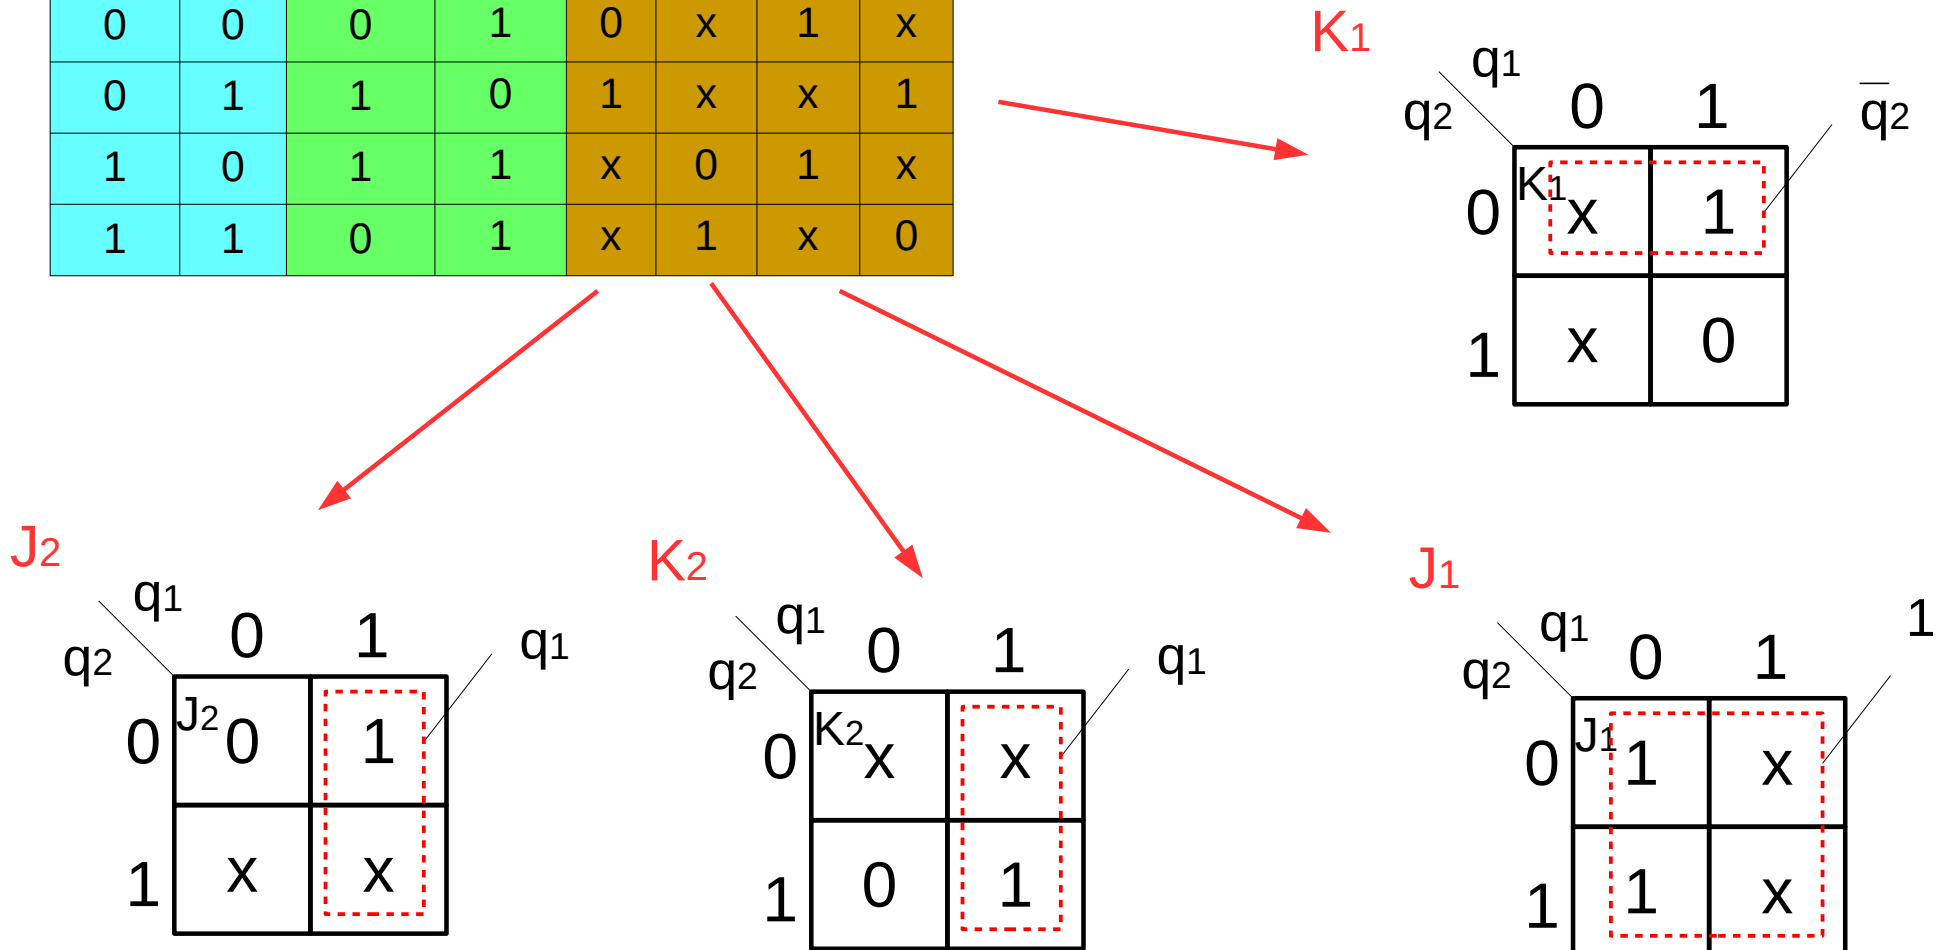 0 0 0 1 0 x 1 x
0 1 1 0 1 x x 1
1 0 1 1 x 0 1 x
1 1 0 1 x 1 x 0
K1
q1
q2
0 1
q2
K1
0 x 1
1 x 0
J2
q1
q2
0 1
q1
J2
0 0 1
1 x x
K2
q1
q2
0 1
q1
K2
0 x x
1 0 1
J1
q1
q2
0 1
1
J1
0 1 x
1 1 x